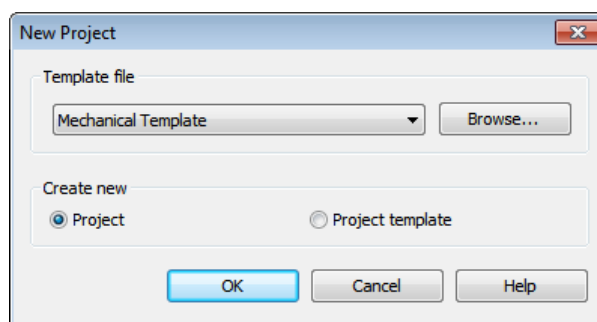 New Project
Template file
Mechanical Template
Browse...
Create new
Project
Project template
OK
Cancel
Help